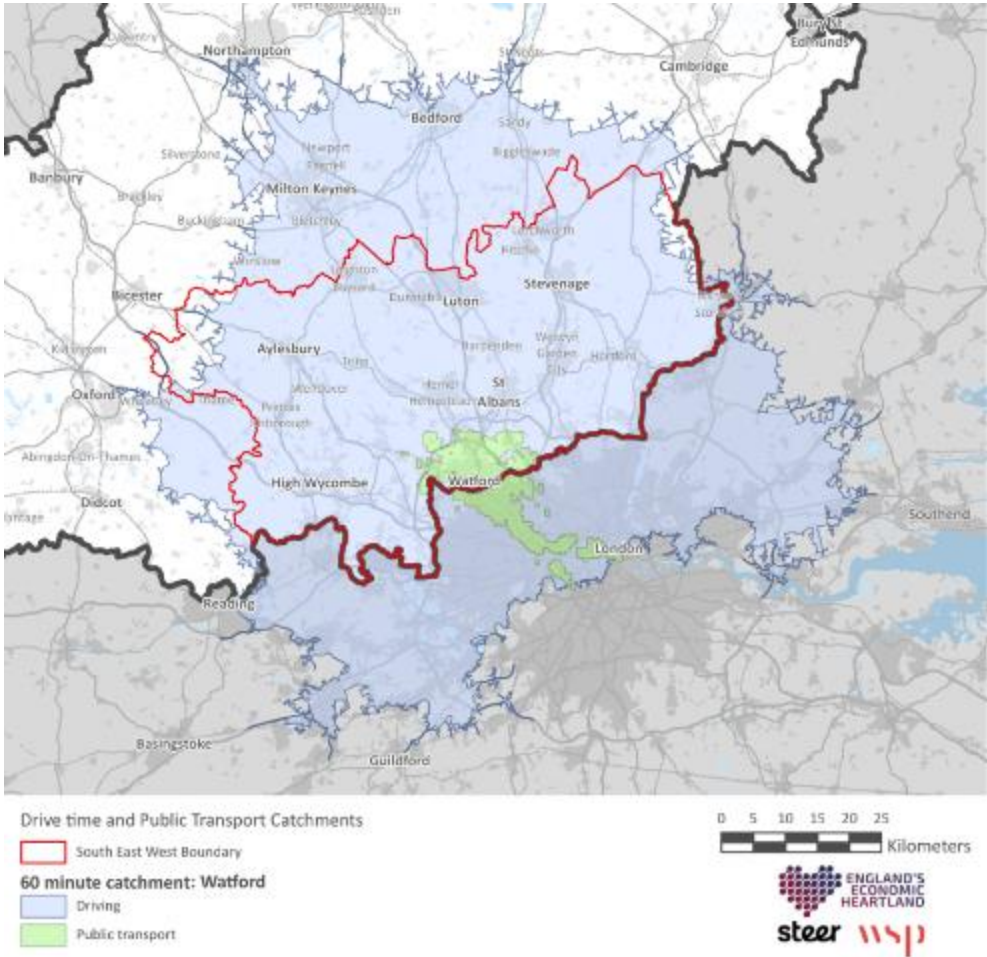 Northampton
Daventry
Bury St
Edmunds
Cambridge
Bedford
Sandy
Biggleswade
Silverstone
Newport
Pagnell
Banbury
Milton Keynes
Brackley
Buckingham
Bletchley
Letchworth
Hitchin
Winslow
Leighton
Buzzard
Bicester
Dunstable
Luton
Stevenage
Aylesbury
Tring
Harpenden
Welwyn
Garden
City
Hertford
Kidlington
Oxford
Wheatley
Thame
Wendover
Princes
Risborough
Hemel
Hempstead
St
Albans
Abingdon-On-Thames
High Wycombe
Watford
Didcot
Southend
London
Reading
Basingstoke
Guildford
Drive time and Public Transport Catchments
South East West Boundary
60 minute catchment: Watford
Driving
Public transport
0 5 10 15 20 25
Kilometers
ENGLAND'S
ECONOMIC
HEARTLAND
steer wsp